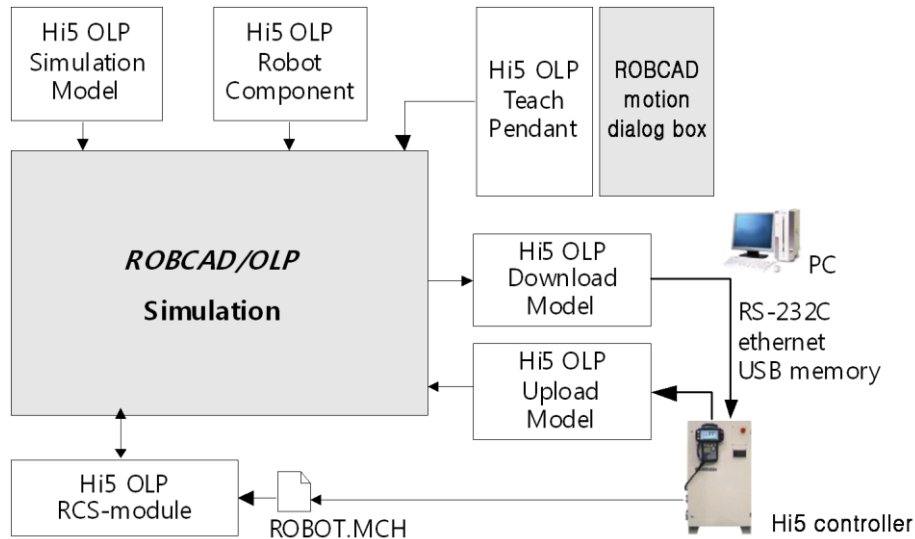 Hi5 OLP
Simulation
Model
Hi5 OLP
Robot
Component
Hi5 OLP
Teach
Pendant
ROBCAD
motion
dialog box
ROBCAD/OLP
Simulation
Hi5 OLP
Download
Model
PC
RS-232C
ethernet
USB memory
Hi5 OLP
Upload
Model
Hi5 OLP
RCS-module
ROBOT.MCH
Hi5 controller